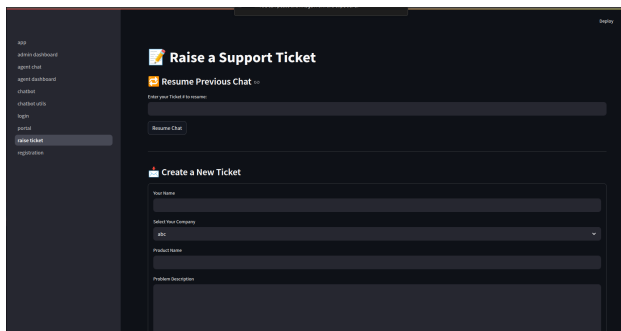 Deploy
app
admin dashboard
agent chat
agent dashboard
chatbot
chatbot utils
login
portal
raise ticket
registration
📝 Raise a Support Ticket
🔁 Resume Previous Chat
Enter your Ticket # to resume:
Resume Chat
📩 Create a New Ticket
Your Name
Select Your Company
abc
Product Name
Problem Description